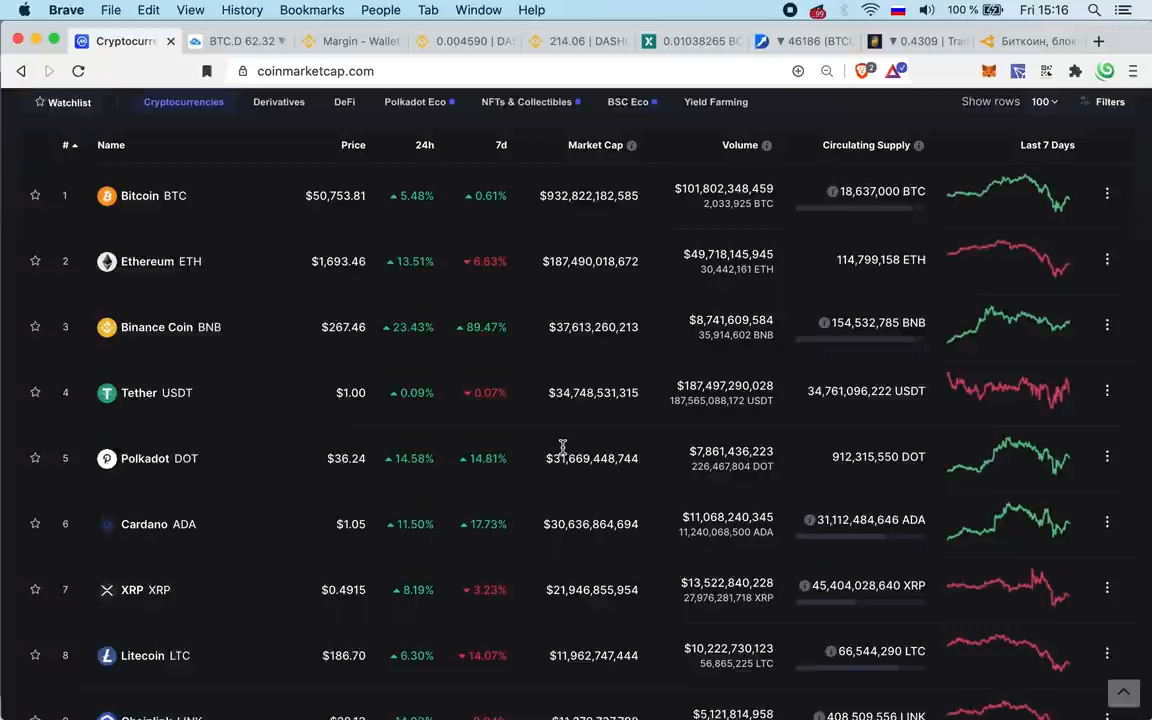 Brave File Edit View History Bookmarks People Tab Window Help 99 100 % Fri 15:16
Cryptocurre BTC.D 62.32 Margin - Walle 0.004590 | DAS 214.06 | DASHU 0.01038265 BC 46186 (BTCU 0.4309 | Trad Биткоин, блок
coinmarketcap.com 2
Watchlist Cryptocurrencies Derivatives DeFi Polkadot Eco NFTs & Collectibles BSC Eco Yield Farming Show rows 100 Filters
# Name Price 24h 7d Market Cap Volume Circulating Supply Last 7 Days
1 Bitcoin BTC $50,753.81 5.48% 0.61% $932,822,182,585 $101,802,348,459 18,637,000 BTC
2,033,925 BTC
2 Ethereum ETH $1,693.46 13.51% 6.63% $187,490,018,672 $49,718,145,945 114,799,158 ETH
30,442,161 ETH
3 Binance Coin BNB $267.46 23.43% 89.47% $37,613,260,213 $8,741,609,584 154,532,785 BNB
35,914,602 BNB
4 Tether USDT $1.00 0.09% 0.07% $34,748,531,315 $187,497,290,028 34,761,096,222 USDT
187,565,088,172 USDT
5 Polkadot DOT $36.24 14.58% 14.81% $31,669,448,744 $7,861,436,223 912,315,550 DOT
226,467,804 DOT
6 Cardano ADA $1.05 11.50% 17.73% $30,636,864,694 $11,068,240,345 31,112,484,646 ADA
11,240,068,500 ADA
7 XRP XRP $0.4915 8.19% 3.23% $21,946,855,954 $13,522,840,228 45,404,028,640 XRP
27,976,281,718 XRP
8 Litecoin LTC $186.70 6.30% 14.07% $11,962,747,444 $10,222,730,123 66,544,290 LTC
56,865,225 LTC
Chainlink LINK $5,121,814,958 408,509,556 LINK